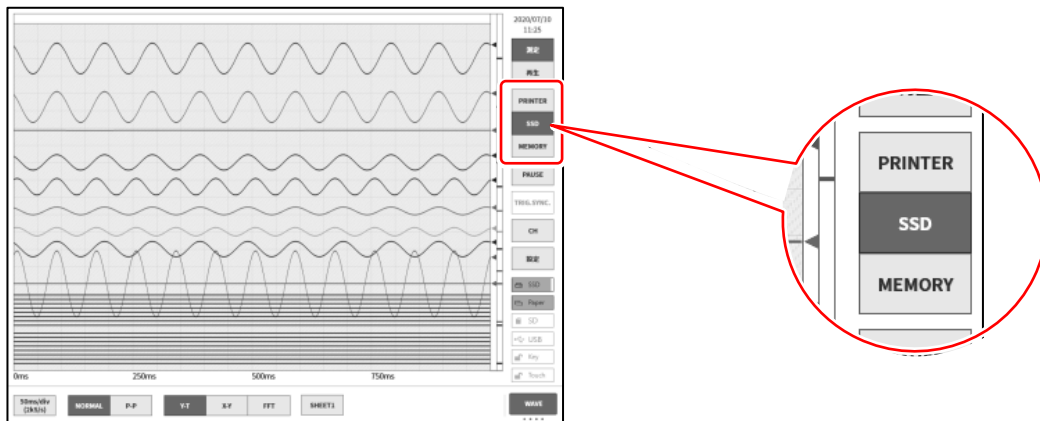 2020/07/10
11:25
測定
再生
PRINTER
SSD
MEMORY
PAUSE
TRIG. SYNC.
CH
設定
SSD
Paper
SD
USB
Key
Touch
0ms 250ms 500ms 750ms
50ms/div
(2kS/s)
NORMAL P-P Y-T X-Y FFT SHEET1 WAVE
PRINTER
SSD
MEMORY